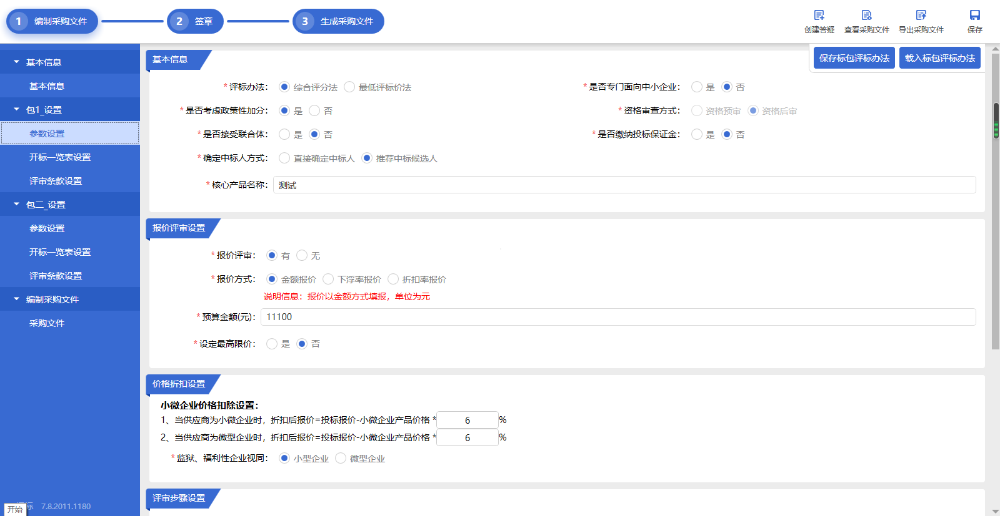 1 编制采购文件 2 签章 3 生成采购文件
创建答疑 查看采购文件 导出采购文件 保存
基本信息
基本信息
包1_设置
参数设置
开标一览表设置
评审条款设置
包二_设置
参数设置
开标一览表设置
评审条款设置
编制采购文件
采购文件
标 7.8.2011.1180
开始
保存标包评标办法 载入标包评标办法
基本信息
*评标办法： 综合评分法 最低评标价法 *是否专门面向中小企业： 是 否
*是否考虑政策性加分： 是 否 *资格审查方式： 资格预审 资格后审
*是否接受联合体： 是 否 *是否缴纳投标保证金： 是 否
*确定中标人方式： 直接确定中标人 推荐中标候选人
*核心产品名称： 测试
报价评审设置
*报价评审： 有 无
*报价方式： 金额报价 下浮率报价 折扣率报价
说明信息：报价以金额方式填报，单位为元
*预算金额(元)： 11100
*设定最高限价： 是 否
价格折扣设置
小微企业价格扣除设置：
1、当供应商为小微企业时，折扣后报价=投标报价-小微企业产品价格 * 6 %
2、当供应商为微型企业时，折扣后报价=投标报价-小微企业产品价格 * 6 %
*监狱、福利性企业视同： 小型企业 微型企业
评审步骤设置